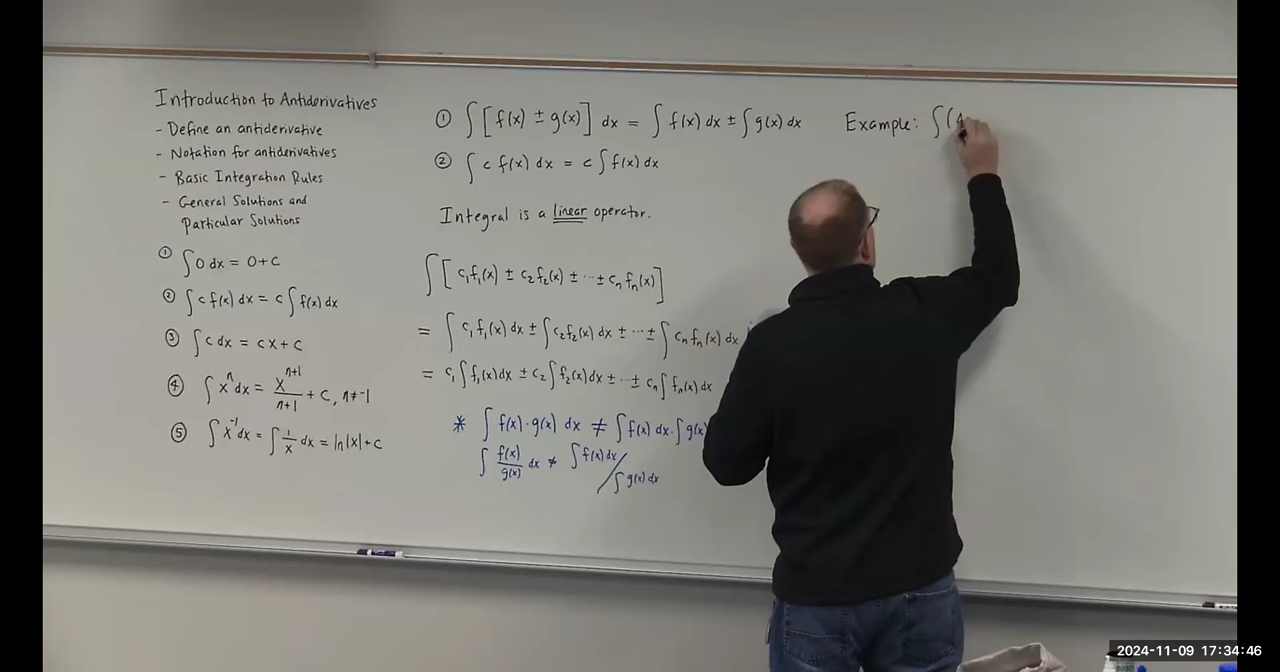 Introduction to Antiderivatives
- Define an antiderivative
- Notation for antiderivatives
- Basic Integration Rules
- General Solutions and
Particular Solutions
① ∫ 0 dx = 0 + C
② ∫ c f(x) dx = c ∫ f(x) dx
③ ∫ c dx = cx + C
④ ∫ xⁿ dx = xⁿ⁺¹/(n+1) + C, n ≠ -1
⑤ ∫ x⁻¹ dx = ∫ 1/x dx = ln|x| + C
① ∫ [f(x) ± g(x)] dx = ∫ f(x) dx ± ∫ g(x) dx
② ∫ c f(x) dx = c ∫ f(x) dx
Integral is a linear operator.
∫ [c₁f₁(x) ± c₂f₂(x) ± ⋯ ± cₙfₙ(x)]
= ∫ c₁f₁(x) dx ± ∫ c₂f₂(x) dx ± ⋯ ± ∫ cₙfₙ(x) dx
= c₁ ∫ f₁(x) dx ± c₂ ∫ f₂(x) dx ± ⋯ ± cₙ ∫ fₙ(x) dx
* ∫ f(x) · g(x) dx ≠ ∫ f(x) dx · ∫ g(x)
∫ f(x)/g(x) dx ≠ ∫ f(x) dx / ∫ g(x) dx
Example: ∫ (
2024-11-09 17:34:46